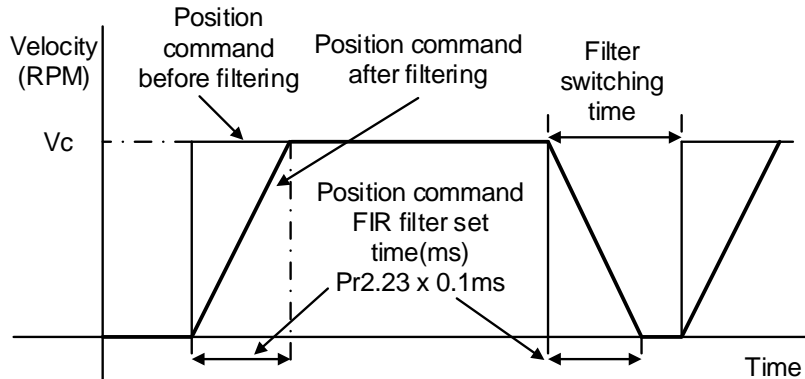 Position
command
before filtering
Position command
after filtering
Filter
switching
time
Velocity
(RPM)
Vc
Position command
FIR filter set
time(ms)
Pr2.23 x 0.1ms
Time